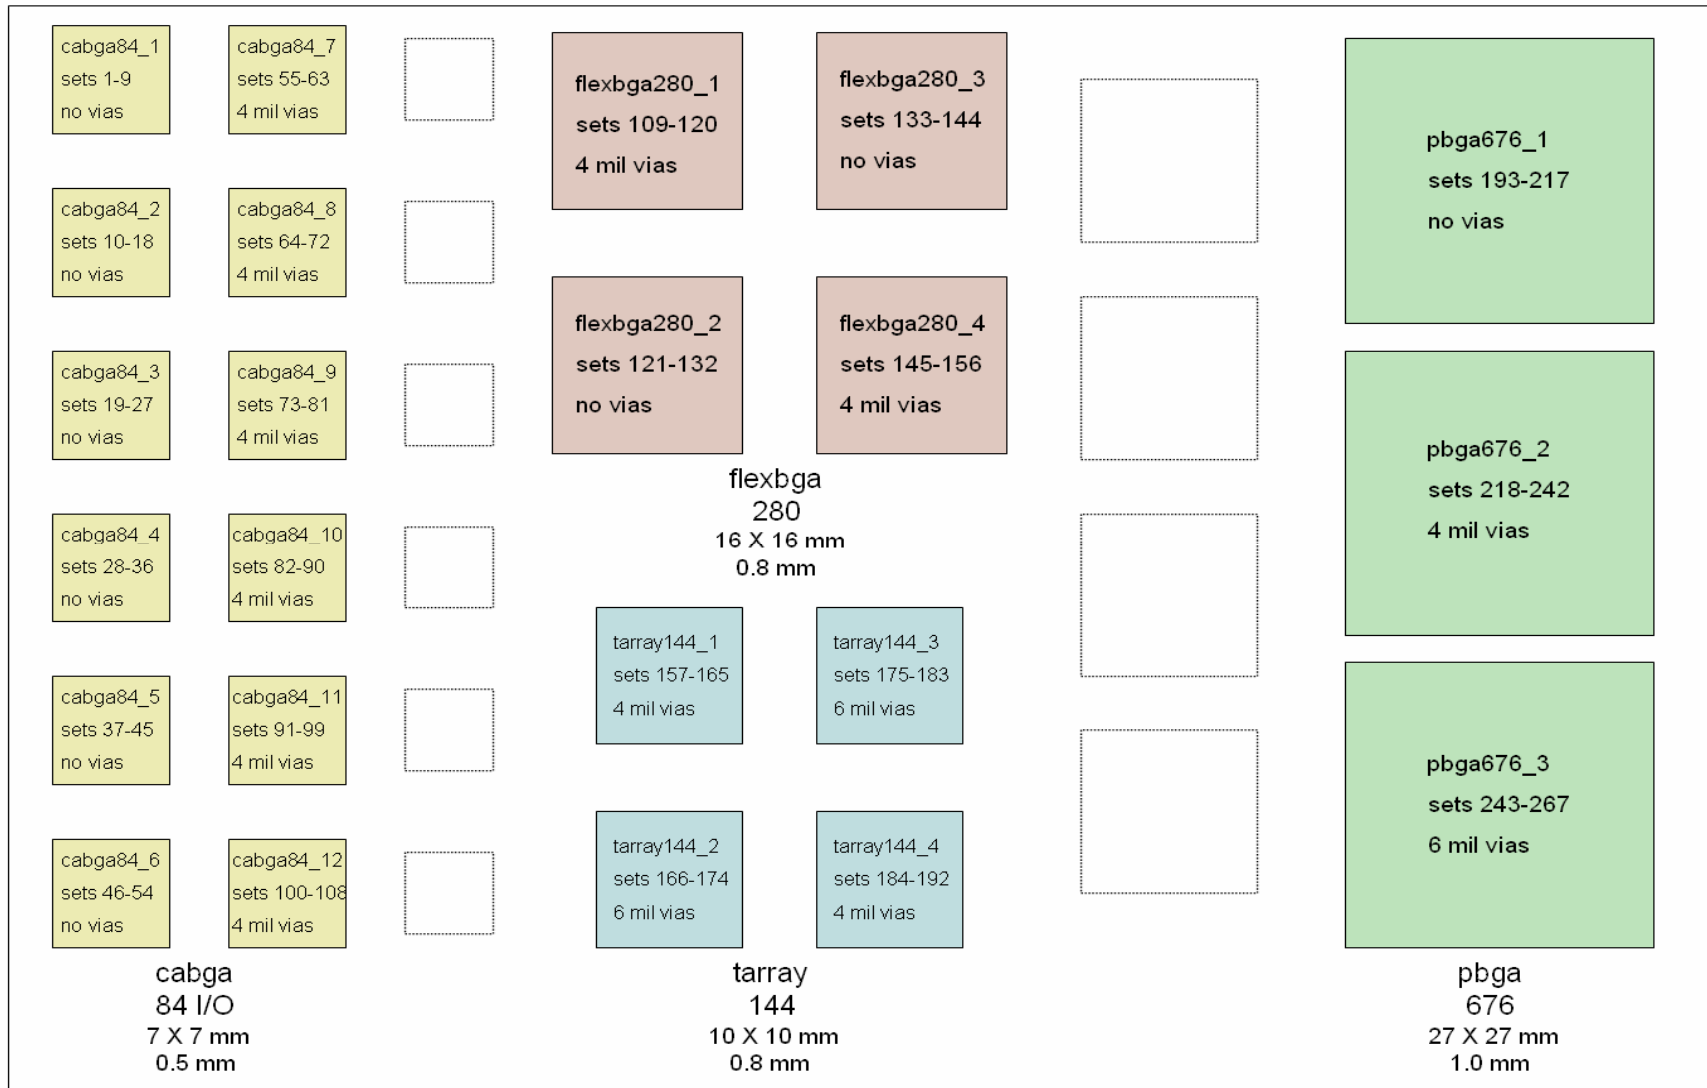 cabga84_1
sets 1-9
no vias
cabga84_2
sets 10-18
no vias
cabga84_3
sets 19-27
no vias
cabga84_4
sets 28-36
no vias
cabga84_5
sets 37-45
no vias
cabga84_6
sets 46-54
no vias
cabga84_7
sets 55-63
4 mil vias
cabga84_8
sets 64-72
4 mil vias
cabga84_9
sets 73-81
4 mil vias
cabga84_10
sets 82-90
4 mil vias
cabga84_11
sets 91-99
4 mil vias
cabga84_12
sets 100-108
4 mil vias
cabga
84 I/O
7 X 7 mm
0.5 mm
flexbga280_1
sets 109-120
4 mil vias
flexbga280_2
sets 121-132
no vias
flexbga280_3
sets 133-144
no vias
flexbga280_4
sets 145-156
4 mil vias
flexbga
280
16 X 16 mm
0.8 mm
tarray144_1
sets 157-165
4 mil vias
tarray144_2
sets 166-174
6 mil vias
tarray144_3
sets 175-183
6 mil vias
tarray144_4
sets 184-192
4 mil vias
tarray
144
10 X 10 mm
0.8 mm
pbga676_1
sets 193-217
no vias
pbga676_2
sets 218-242
4 mil vias
pbga676_3
sets 243-267
6 mil vias
pbga
676
27 X 27 mm
1.0 mm